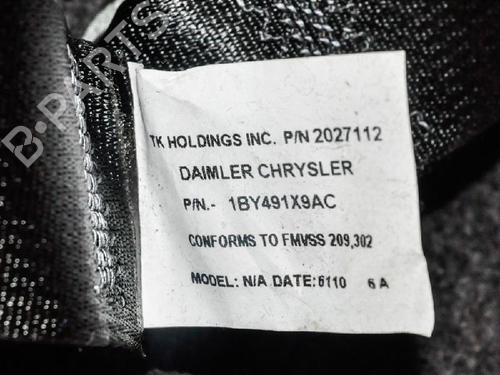 B-PARTS
TK HOLDINGS INC. P/N 2027112
DAIMLER CHRYSLER
P/N.- 1BY491X9AC
CONFORMS TO FMVSS 209,302
MODEL: N/A DATE:6110 6 A